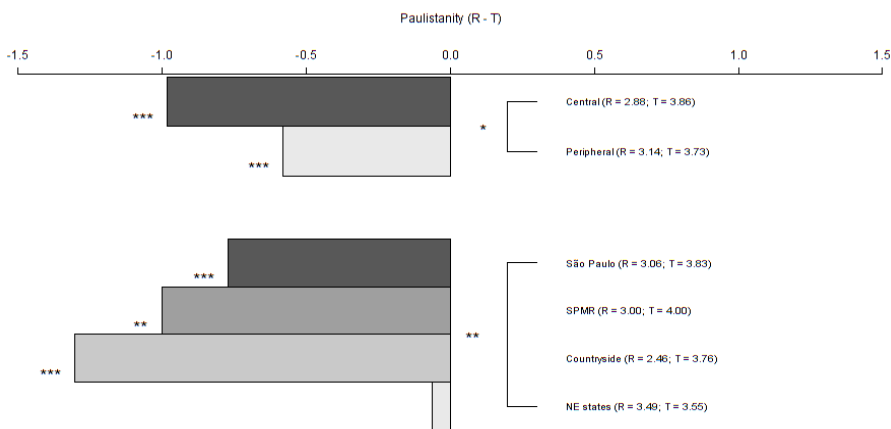 Paulistanity (R - T)
-1.5 -1.0 -0.5 0.0 0.5 1.0 1.5
Central (R = 2.88; T = 3.86)
***
*
Peripheral (R = 3.14; T = 3.73)
***
São Paulo (R = 3.06; T = 3.83)
***
SPMR (R = 3.00; T = 4.00)
**
**
Countryside (R = 2.46; T = 3.76)
***
NE states (R = 3.49; T = 3.55)